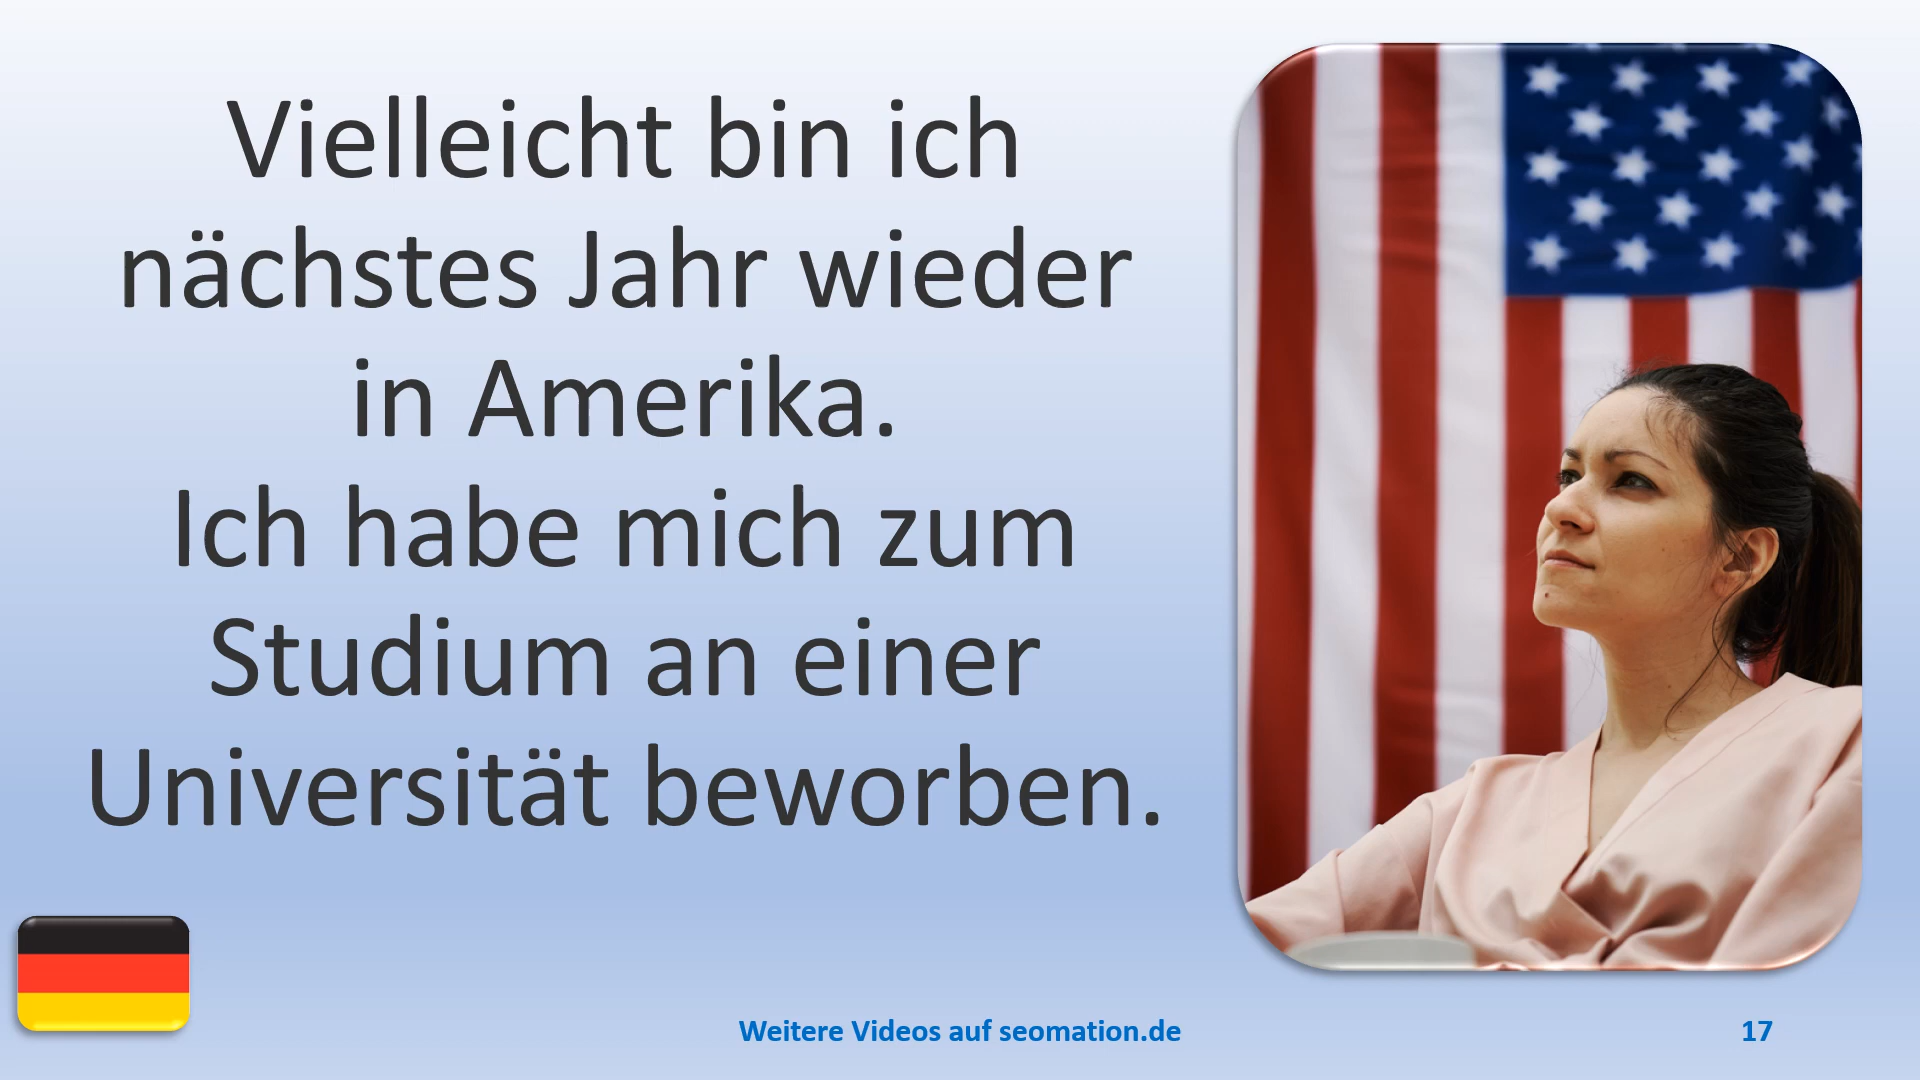 Vielleicht bin ich
nächstes Jahr wieder
in Amerika.
Ich habe mich zum
Studium an einer
Universität beworben.
Weitere Videos auf seomation.de
17